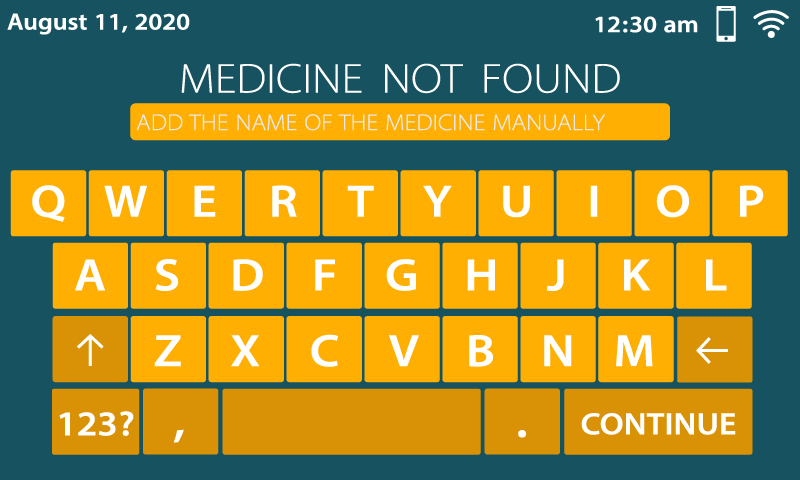 August 11, 2020 12:30 am
MEDICINE NOT FOUND
ADD THE NAME OF THE MEDICINE MANUALLY
Q W E R T Y U I O P
A S D F G H J K L
↑ Z X C V B N M ←
123? , . CONTINUE